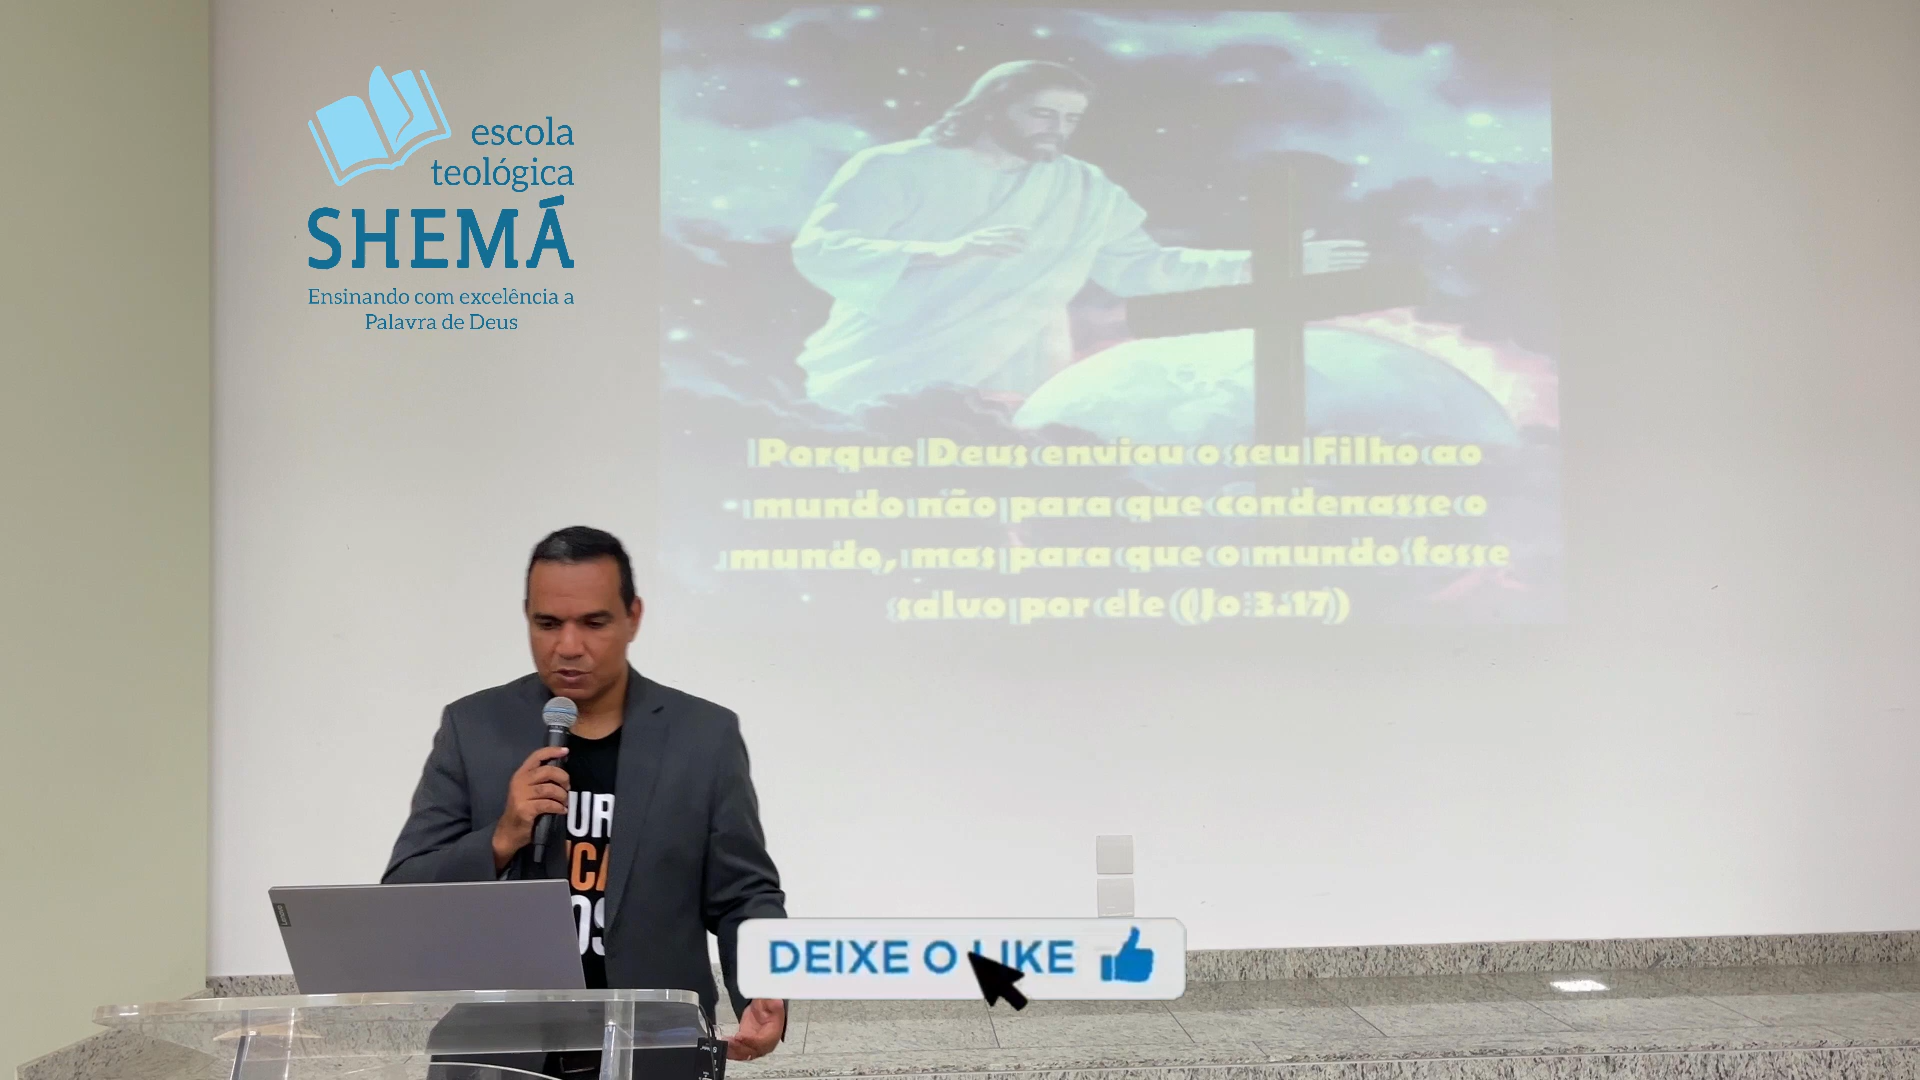 escola
teológica
SHEMÁ
Ensinando com excelência a
Palavra de Deus
Porque Deus enviou o seu Filho ao
mundo não para que condenasse o
mundo, mas para que o mundo fosse
salvo por ele (Jo 3.17)
Lenovo
DEIXE O LIKE